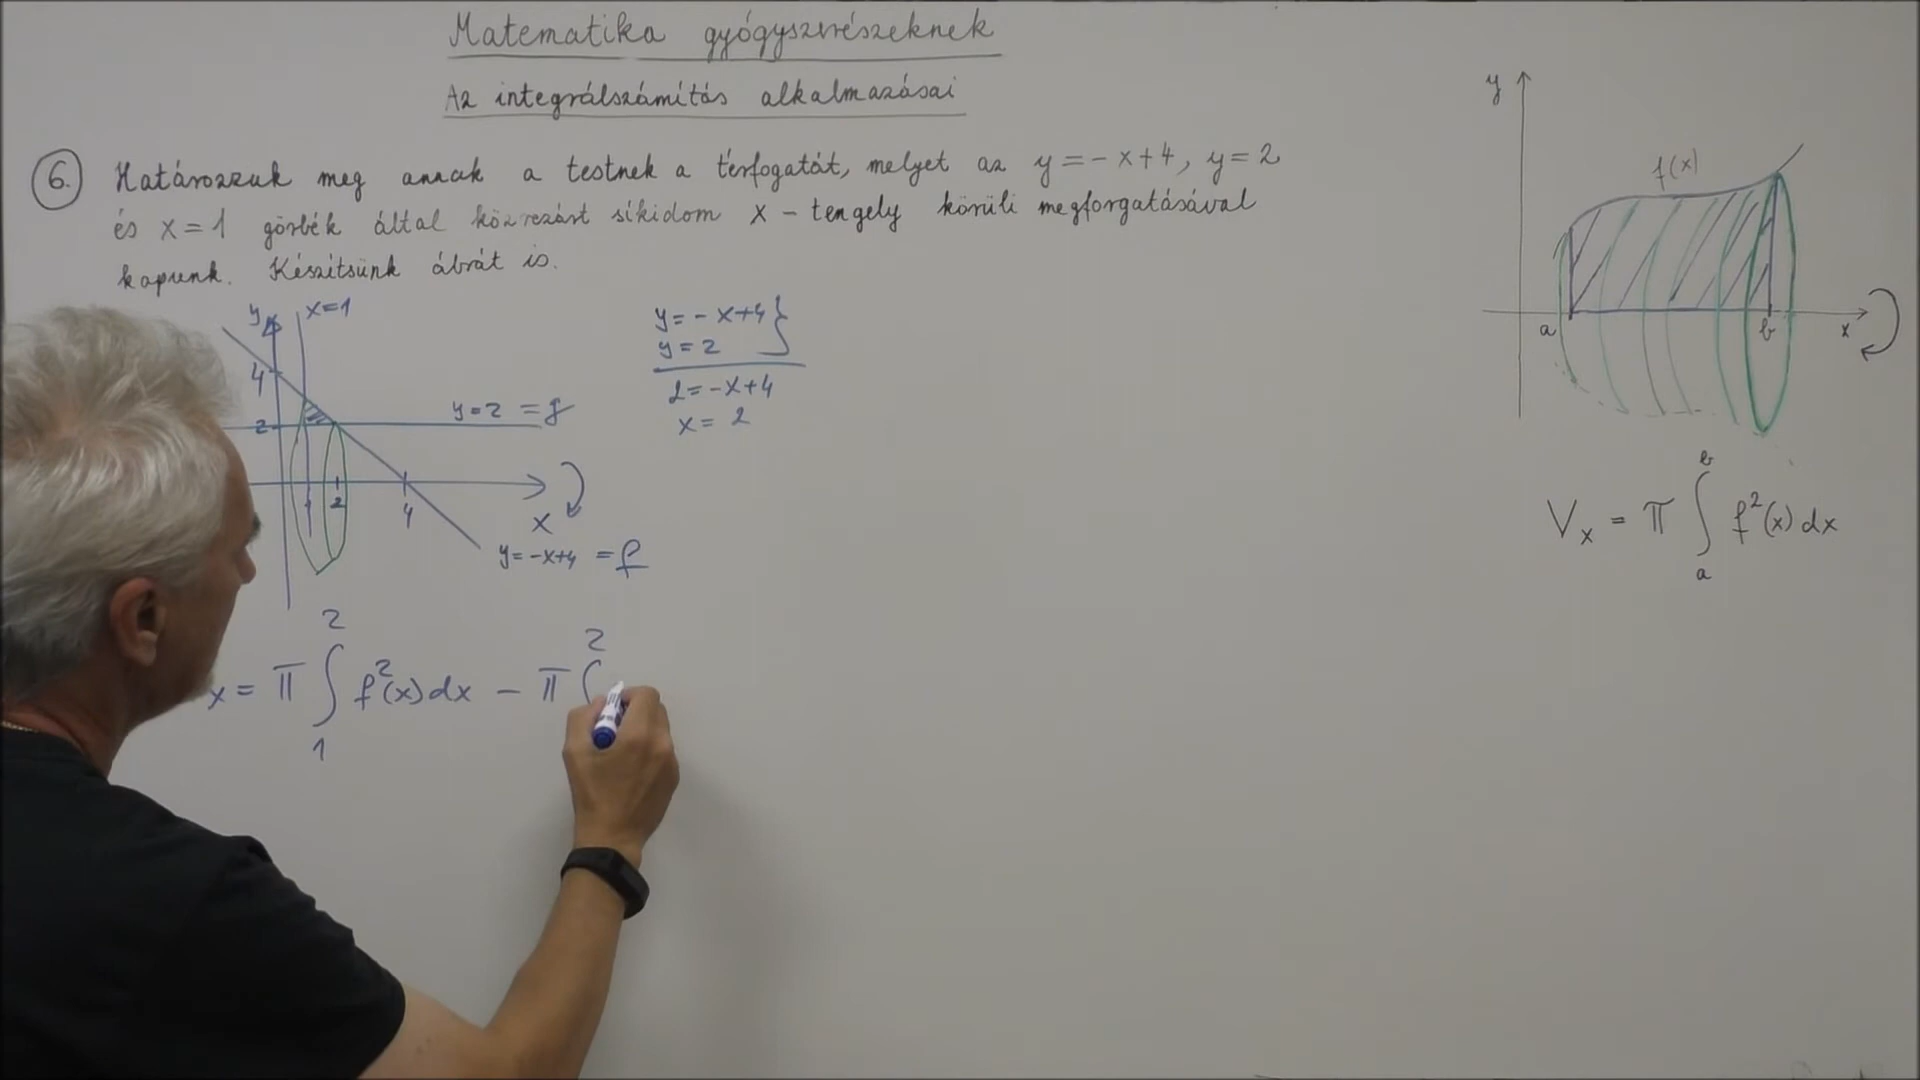 Matematika gyógyszerészeknek
Az integrálszámítás alkalmazásai
6. Határozzuk meg annak a testnek a térfogatát, melyet az y = - x + 4, y = 2
és x = 1 görbék által közrezárt síkidom x - tengely körüli megforgatásával
kapunk. Készítsünk ábrát is.
y
x=1
4
2
y=2 = g
1
2
4
x
y=-x+4 = f
y = - x+4 }
y = 2
2 = -x+4
x = 2
x = π ∫₁² f²(x) dx - π ∫²
y
f(x)
a
b
x
Vₓ = π ∫ₐᵇ f²(x) dx